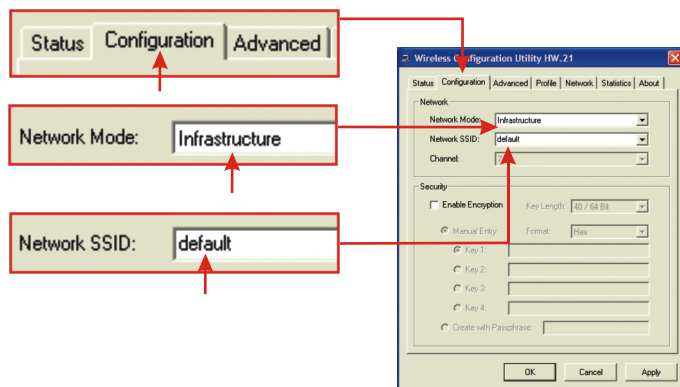 Status Configuration Advanced
Network Mode: Infrastructure
Network SSID: default
Wireless Configuration Utility HW.21
Status Configuration Advanced Profile Network Statistics About
Network
Network Mode: Infrastructure
Network SSID: default
Channel:
Security
Enable Encryption Key Length: 40 / 64 Bit
Manual Entry: Format: Hex
Key 1:
Key 2:
Key 3:
Key 4:
Create with Passphrase:
OK Cancel Apply